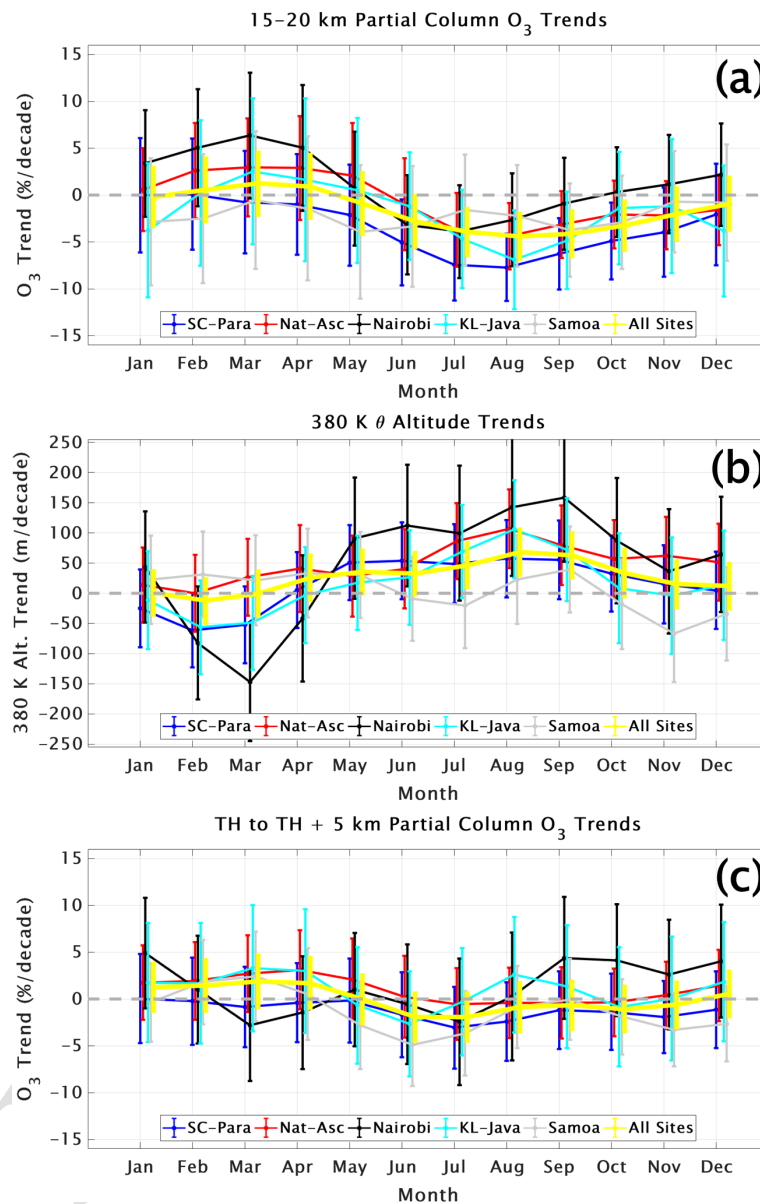 15-20 km Partial Column O3 Trends
(a)
15
10
5
0
-5
-10
-15
O3 Trend (%/decade)
SC-Para Nat-Asc Nairobi KL-Java Samoa All Sites
Jan Feb Mar Apr May Jun Jul Aug Sep Oct Nov Dec
Month
380 K θ Altitude Trends
(b)
250
200
150
100
50
0
-50
-100
-150
-200
-250
380 K Alt. Trend (m/decade)
SC-Para Nat-Asc Nairobi KL-Java Samoa All Sites
Jan Feb Mar Apr May Jun Jul Aug Sep Oct Nov Dec
Month
TH to TH + 5 km Partial Column O3 Trends
(c)
15
10
5
0
-5
-10
-15
O3 Trend (%/decade)
SC-Para Nat-Asc Nairobi KL-Java Samoa All Sites
Jan Feb Mar Apr May Jun Jul Aug Sep Oct Nov Dec
Month